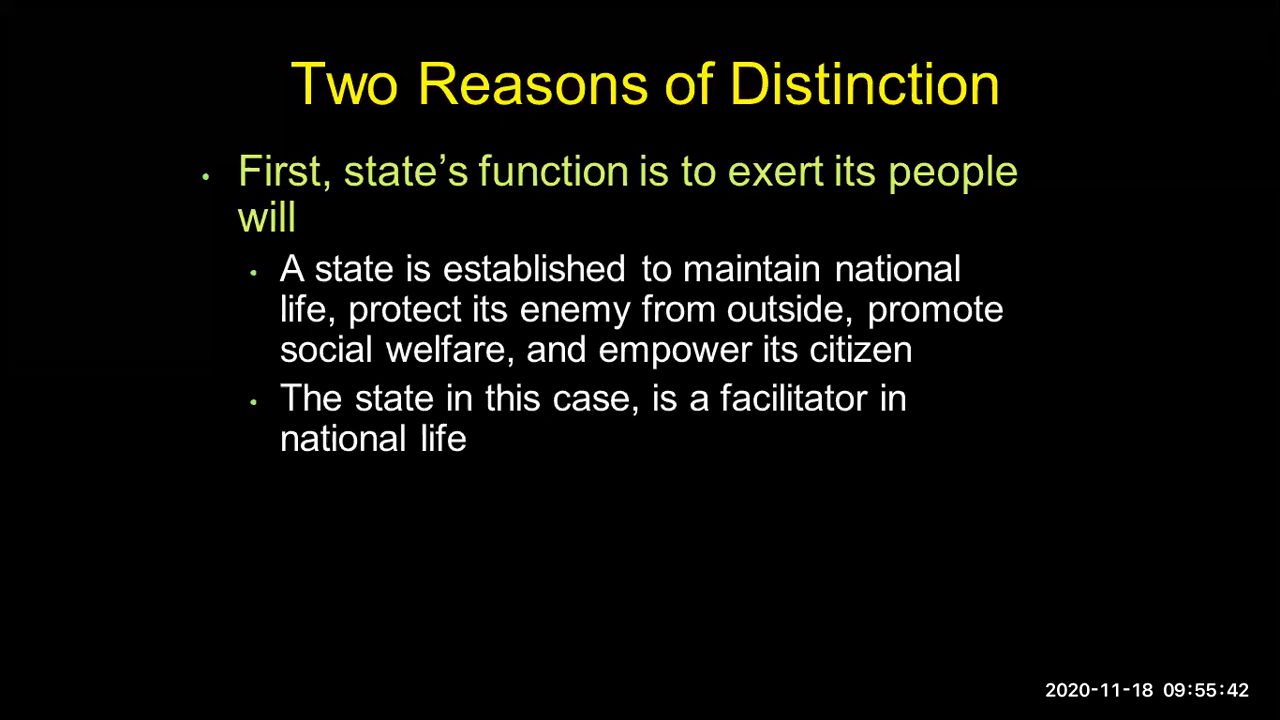 Two Reasons of Distinction
• First, state’s function is to exert its people
will
• A state is established to maintain national
life, protect its enemy from outside, promote
social welfare, and empower its citizen
• The state in this case, is a facilitator in
national life
2020-11-18 09:55:42